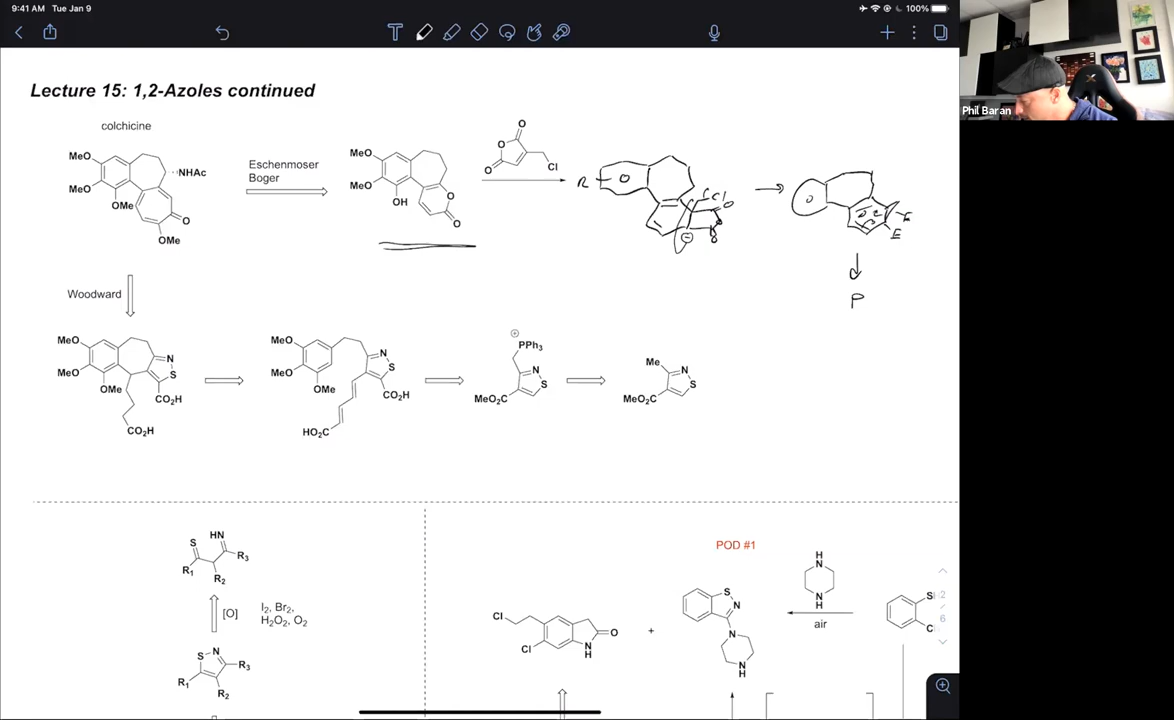 9:41 AM Tue Jan 9
100%
Phil Baran
Lecture 15: 1,2-Azoles continued
colchicine
MeO
MeO
OMe
NHAc
O
OMe
Eschenmoser
Boger
MeO
MeO
OH
O
O
O
O
O
Cl
R
O
Cl
O
O
O
E
E
P
Woodward
MeO
MeO
OMe
N
S
CO₂H
CO₂H
MeO
MeO
OMe
N
S
CO₂H
HO₂C
PPh₃
N
S
MeO₂C
Me
N
S
MeO₂C
S
HN
R₁
R₂
R₃
[O]
I₂, Br₂,
H₂O₂, O₂
S
N
R₁
R₂
R₃
POD #1
Cl
Cl
N
H
O
+
S
N
N
N
H
H
N
N
H
air
S
C
2
/
6